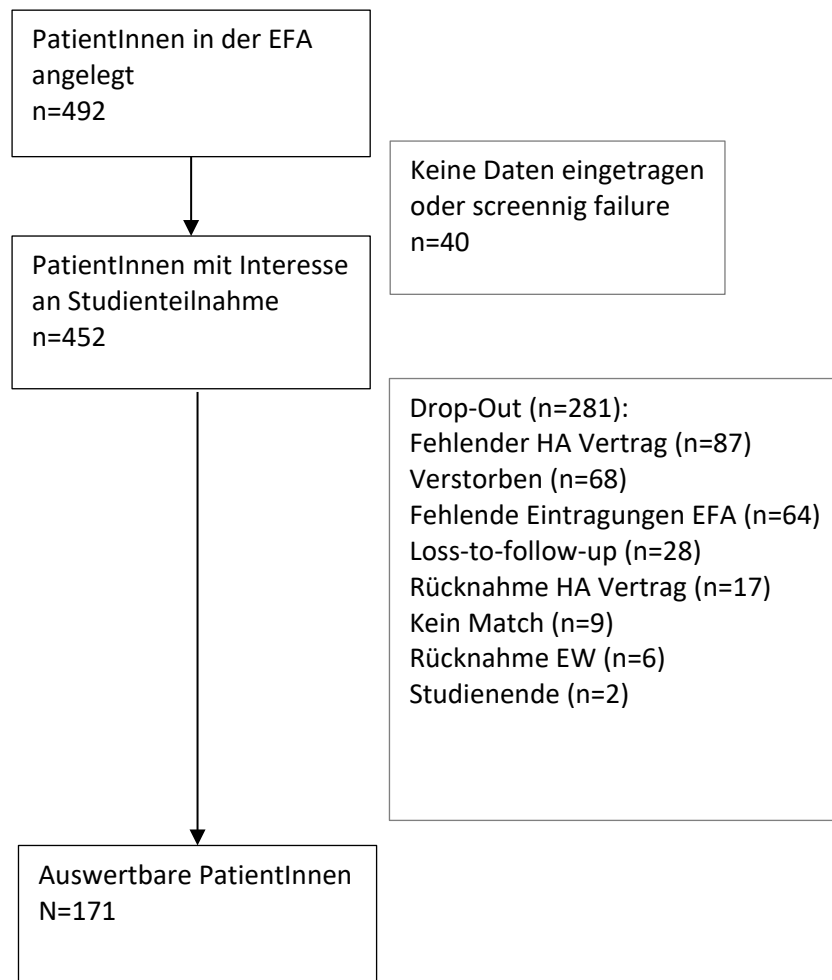 PatientInnen in der EFA
angelegt
n=492
Keine Daten eingetragen
oder screennig failure
n=40
PatientInnen mit Interesse
an Studienteilnahme
n=452
Drop-Out (n=281):
Fehlender HA Vertrag (n=87)
Verstorben (n=68)
Fehlende Eintragungen EFA (n=64)
Loss-to-follow-up (n=28)
Rücknahme HA Vertrag (n=17)
Kein Match (n=9)
Rücknahme EW (n=6)
Studienende (n=2)
Auswertbare PatientInnen
N=171